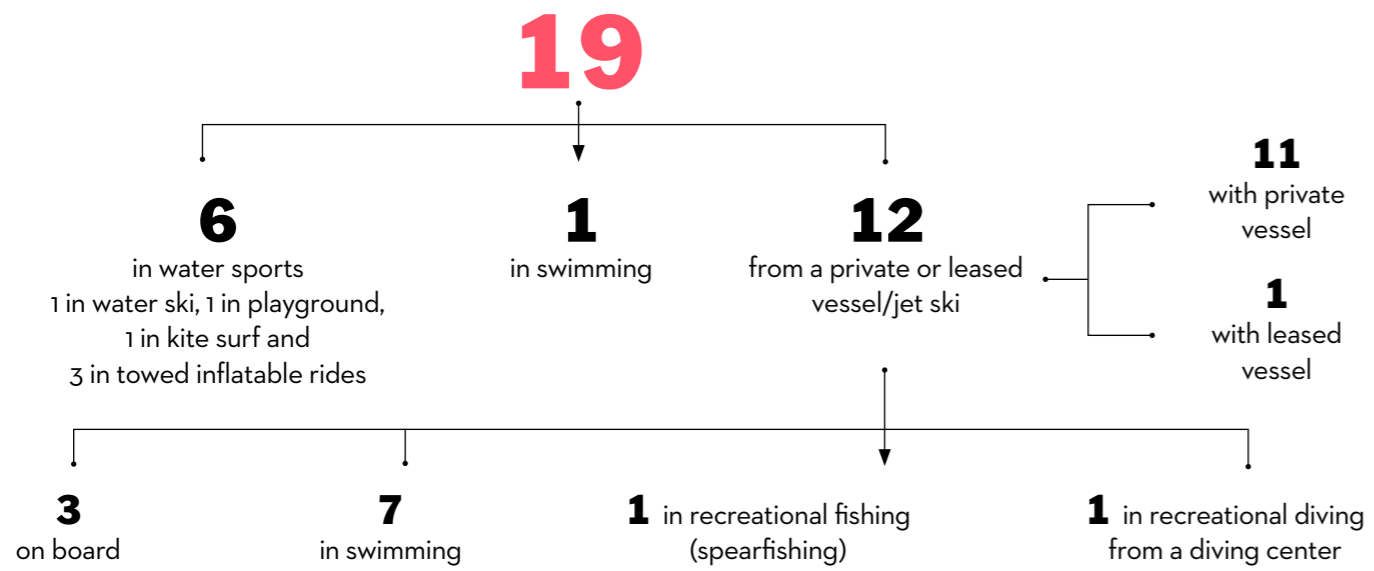 19
6
in water sports
1 in water ski, 1 in playground,
1 in kite surf and
3 in towed inflatable rides
1
in swimming
12
from a private or leased
vessel/jet ski
11
with private
vessel
1
with leased
vessel
3
on board
7
in swimming
1 in recreational fishing
(spearfishing)
1 in recreational diving
from a diving center